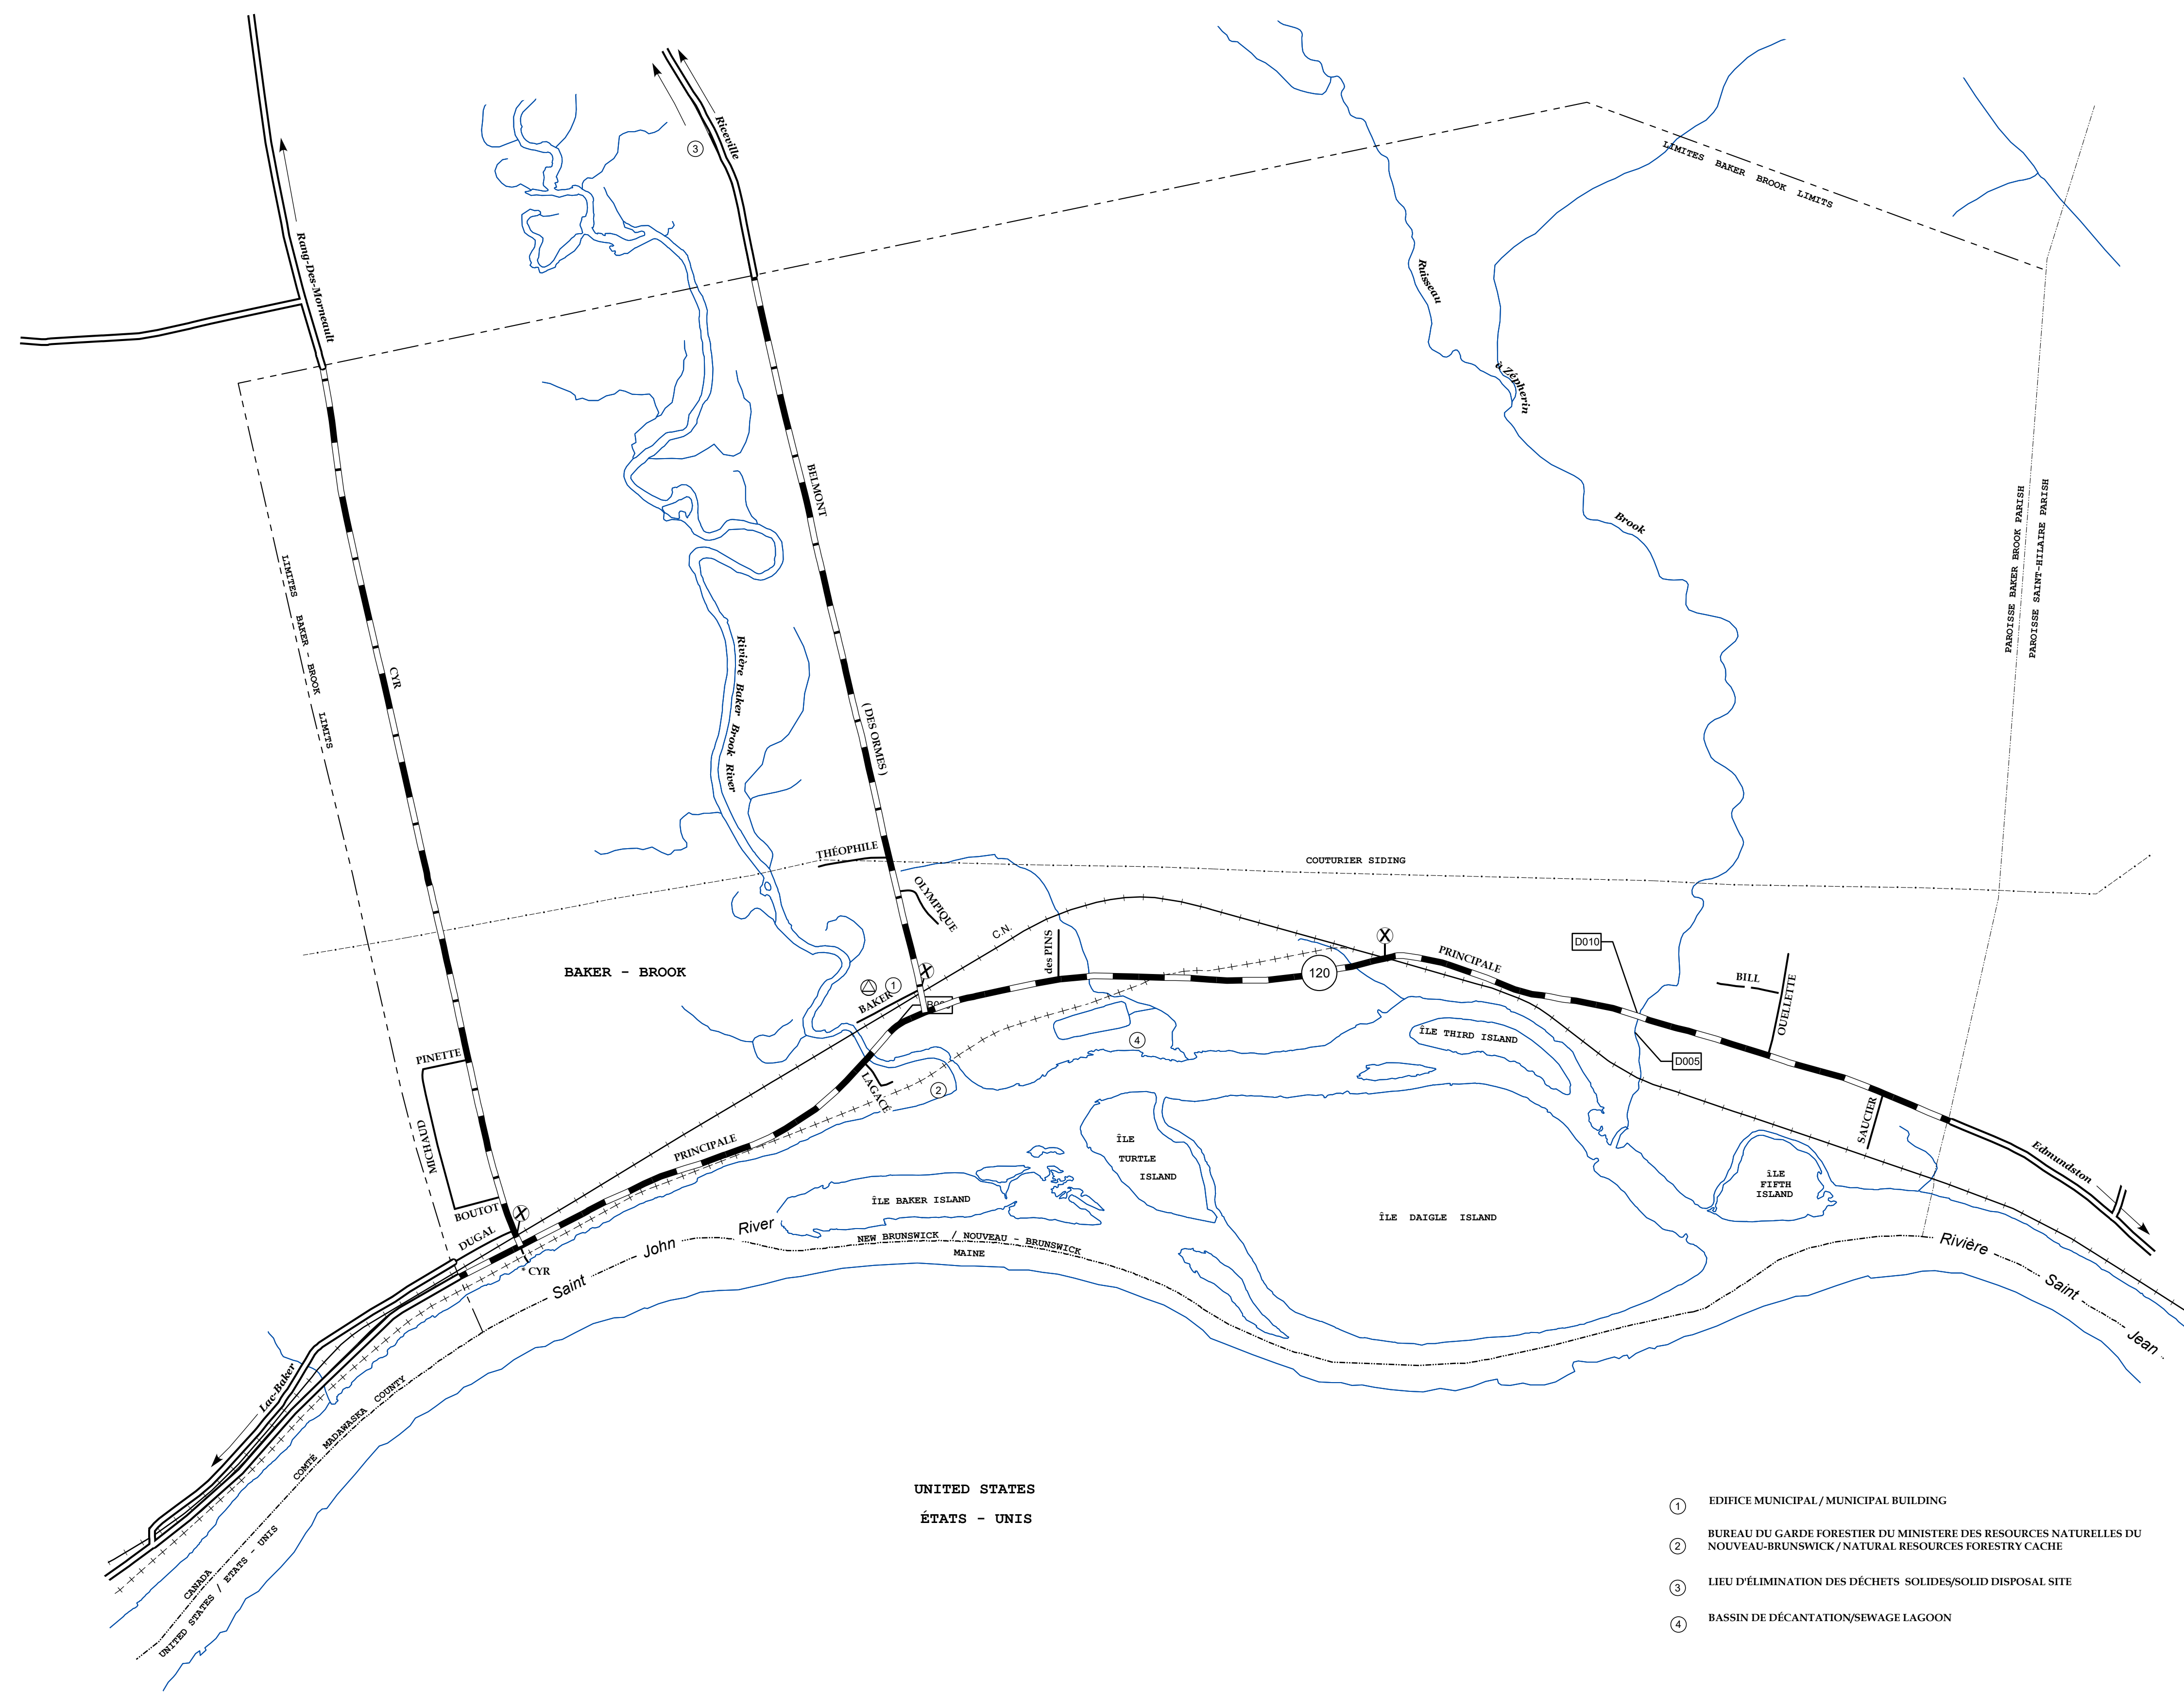 Riceville
3
LIMITES BAKER BROOK LIMITS
Rang-Des-Morneault
Ruisseau
à Zépherin
Brook
BELMONT
PAROISSE BAKER BROOK PARISH
PAROISSE SAINT-HILAIRE PARISH
LIMITES BAKER - BROOK LIMITS
CYR
Rivière Baker Brook River
( DES ORMES )
THÉOPHILE
COUTURIER SIDING
OLYMPIQUE
C.N.
des PINS
X
PRINCIPALE
D010
BAKER - BROOK
X
120
1
BAKER
BILL
OUELLETTE
ÎLE THIRD ISLAND
4
D005
PINETTE
LAGACÉ
2
SAUCIER
MICHAUD
PRINCIPALE
ÎLE
TURTLE
ISLAND
Edmundston
ÎLE
FIFTH
ISLAND
ÎLE BAKER ISLAND
BOUTOT
X
DUGAL
ÎLE DAIGLE ISLAND
Saint John River
NEW BRUNSWICK / NOUVEAU - BRUNSWICK
MAINE
Rivière Saint Jean
* CYR
Lac-Baker
COMTÉ MADAWASKA COUNTY
CANADA
UNITED STATES / ETATS - UNIS
UNITED STATES
ÉTATS - UNIS
1 EDIFICE MUNICIPAL / MUNICIPAL BUILDING
BUREAU DU GARDE FORESTIER DU MINISTERE DES RESOURCES NATURELLES DU
2 NOUVEAU-BRUNSWICK / NATURAL RESOURCES FORESTRY CACHE
3 LIEU D'ÉLIMINATION DES DÉCHETS SOLIDES/SOLID DISPOSAL SITE
4 BASSIN DE DÉCANTATION/SEWAGE LAGOON